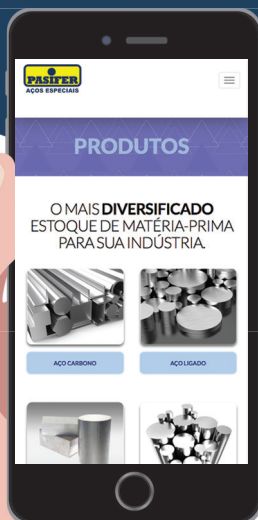 PASIFER
AÇOS ESPECIAIS
PRODUTOS
O MAIS DIVERSIFICADO
ESTOQUE DE MATÉRIA-PRIMA
PARA SUA INDÚSTRIA.
AÇO CARBONO
AÇO LIGADO